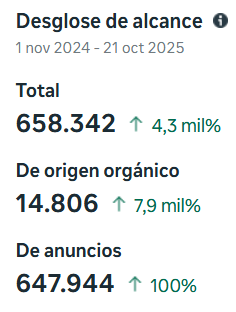 Desglose de alcance
1 nov 2024 - 21 oct 2025
Total
658.342 ↑ 4,3 mil%
De origen orgánico
14.806 ↑ 7,9 mil%
De anuncios
647.944 ↑ 100%